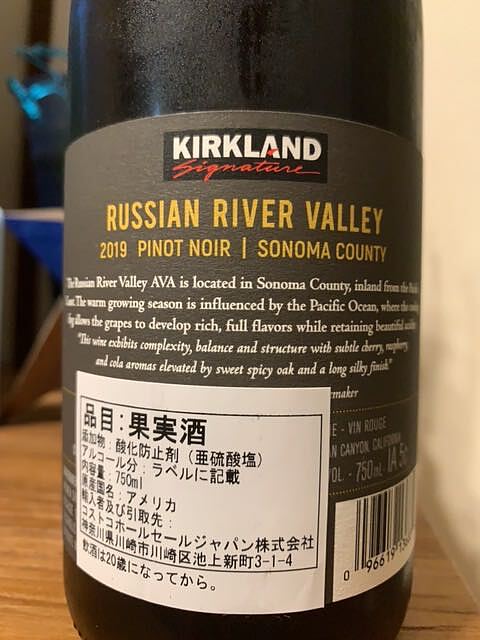 KIRKLAND
Signature
RUSSIAN RIVER VALLEY
2019 PINOT NOIR | SONOMA COUNTY
The Russian River Valley AVA is located in Sonoma County, inland from the
The warm growing season is influenced by the Pacific Ocean, where the
allows the grapes to develop rich, full flavors while retaining beautiful
"This wine exhibits complexity, balance and structure with subtle cherry, raspberry,
and cola aromas elevated by sweet spicy oak and a long silky finish."
maker
- VIN ROUGE
CANYON, CALIFORNIA
750mL
品目:果実酒
添加物:酸化防止剤(亜硫酸塩)
アルコール分:ラベルに記載
内容量:750ml
原産国名:アメリカ
輸入者及び引取先:
コストコホールセールジャパン株式会社
神奈川県川崎市川崎区池上新町3-1-4
飲酒は20歳になってから。
0 96619